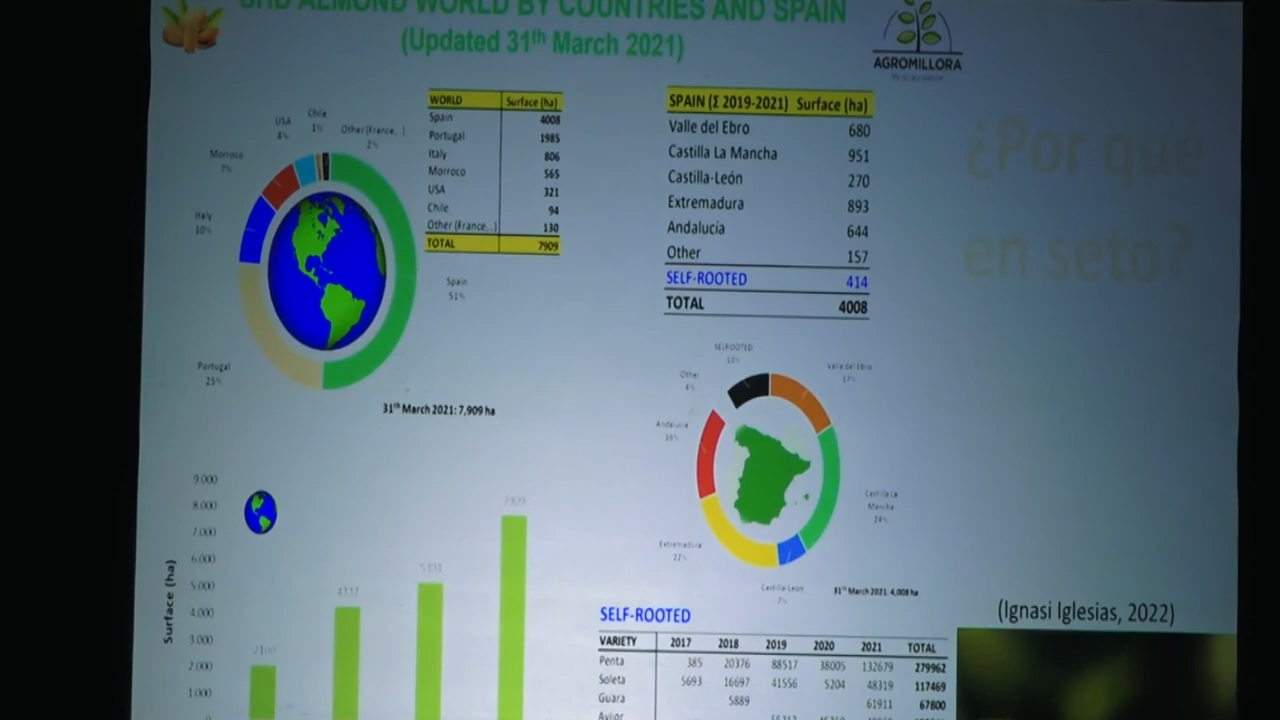 SHD ALMOND WORLD BY COUNTRIES AND SPAIN
(Updated 31th March 2021)
AGROMILLORA
WORLD Surface (ha)
Spain 4008
Portugal 1985
Italy 806
Morroco 565
USA 321
Chile 94
Other (France,..) 130
TOTAL 7909
SPAIN (Σ 2019-2021) Surface (ha)
Valle del Ebro 680
Castilla La Mancha 951
Castilla-León 270
Extremadura 893
Andalucía 644
Other 157
SELF-ROOTED 414
TOTAL 4008
¿Por que
en seto?
Chile
1%
USA
4%
Other (France, )
2%
Morroco
7%
Italy
10%
Spain
51%
Portugal
25%
31th March 2021: 7,909 ha
SELFROOTED
10%
Valle del Ebro
17%
Other
4%
Andalucía
16%
Castilla La
Mancha
24%
Extremadura
22%
Castilla León
7%
31th March 2021: 4,008 ha
Surface (ha)
9.000
8.000
7.000
6.000
5.000
4.000
3.000
2.000
1.000
0
2100
4337
7909
(Ignasi Iglesias, 2022)
SELF-ROOTED
VARIETY 2017 2018 2019 2020 2021 TOTAL
Penta 385 20376 88517 38005 132679 279962
Soleta 5693 16697 41556 5204 48319 117469
Guara 5889 61911 67800